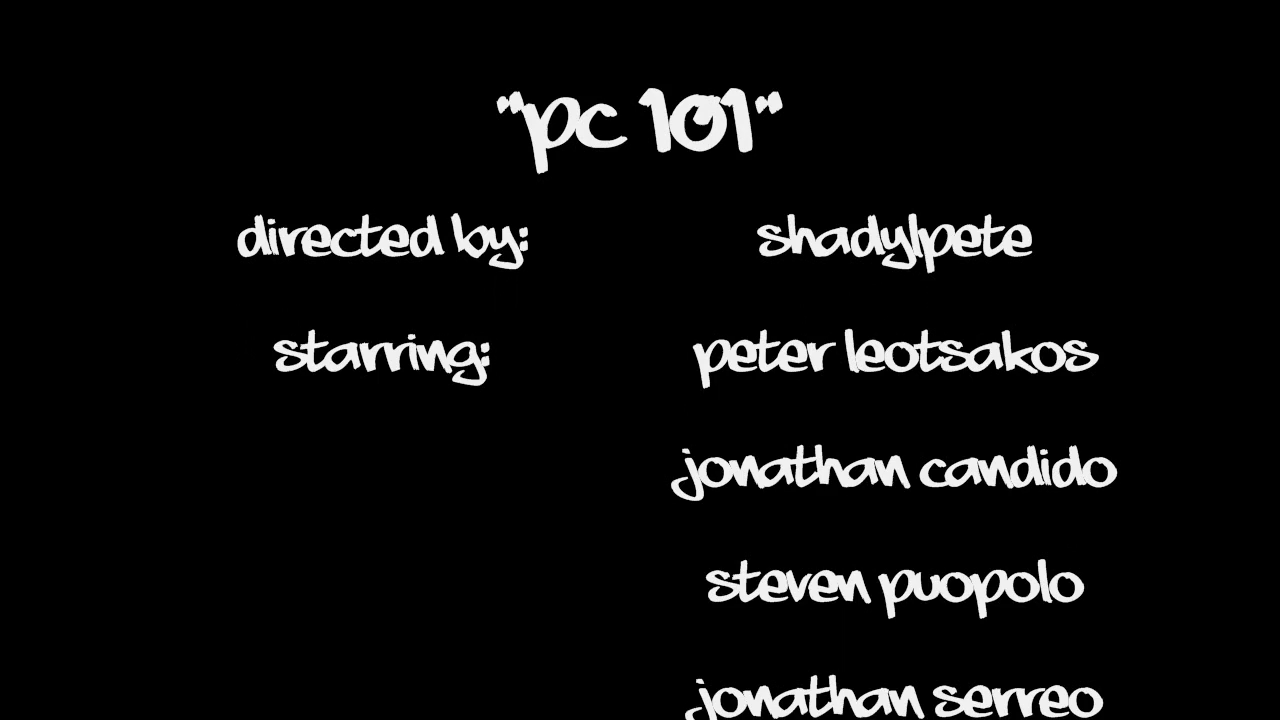 "pc 101"
directed by: shadylpete
starring: peter leotsakos
jonathan candido
steven puopolo
jonathan serreo